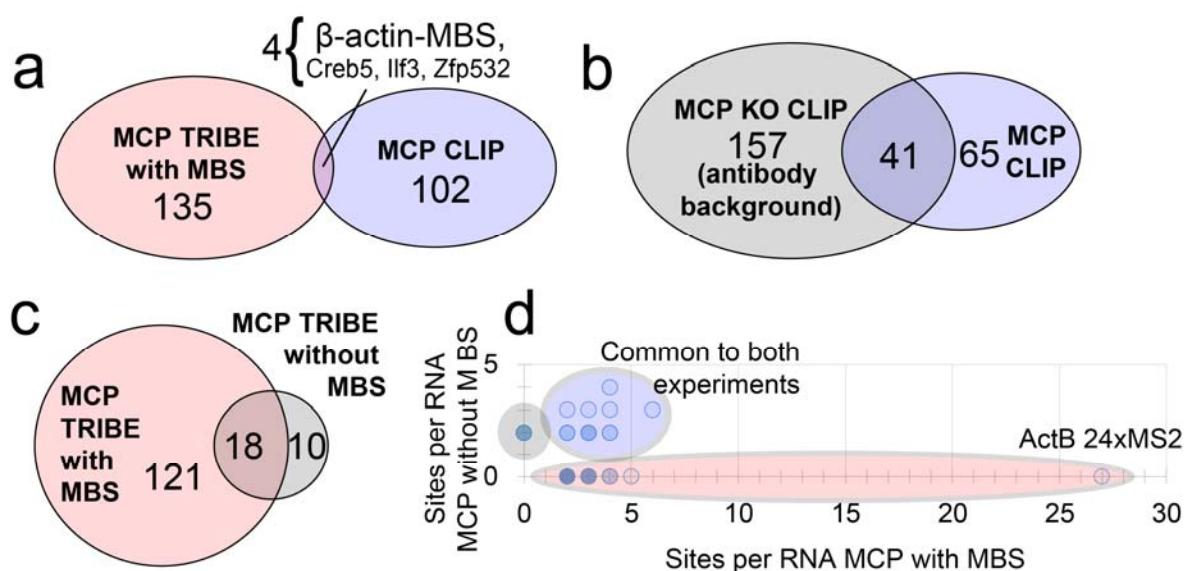 a
4{ β-actin-MBS,
Creb5, Ilf3, Zfp532
MCP TRIBE
with MBS
135
MCP CLIP
102
b
MCP KO CLIP
157
(antibody
background)
41
65 MCP
CLIP
c
MCP TRIBE
without
MBS
MCP
TRIBE
with
MBS
121
18
10
d
Sites per RNA
MCP without M BS
5
0
Common to both
experiments
ActB 24xMS2
0 5 10 15 20 25 30
Sites per RNA MCP with MBS